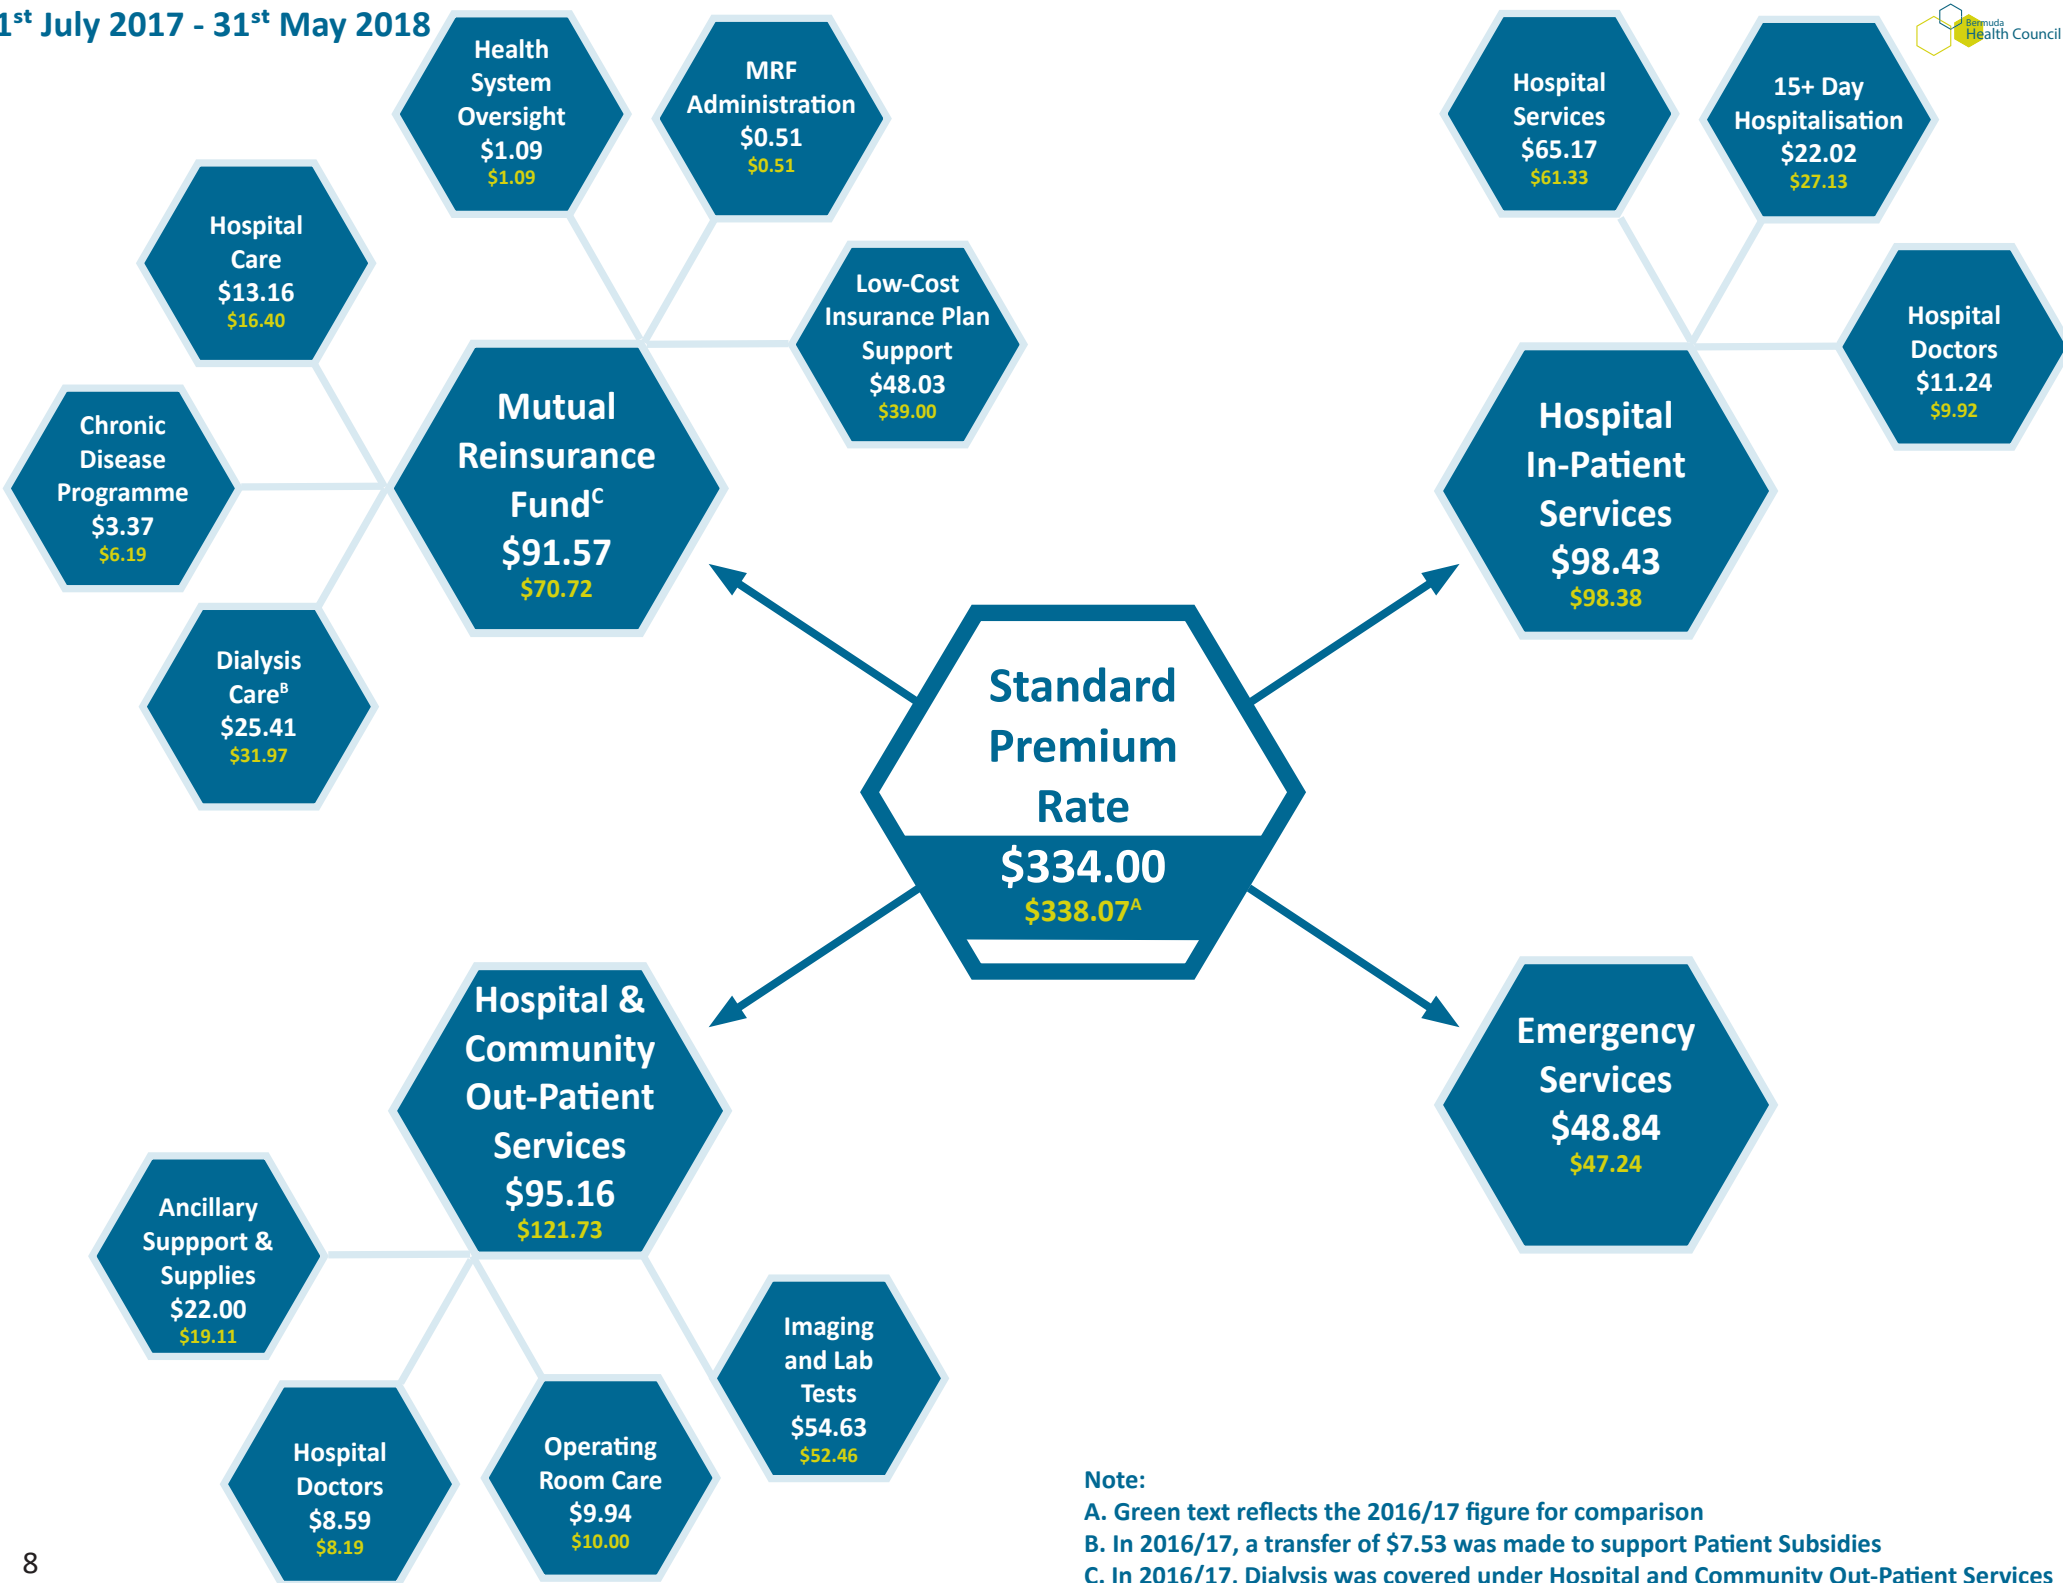 1st July 2017 - 31st May 2018
Bermuda
Health Council
Health
System
Oversight
$1.09
$1.09
MRF
Administration
$0.51
$0.51
Hospital
Care
$13.16
$16.40
Low-Cost
Insurance Plan
Support
$48.03
$39.00
Chronic
Disease
Programme
$3.37
$6.19
Mutual
Reinsurance
FundC
$91.57
$70.72
Dialysis
CareB
$25.41
$31.97
Hospital
Services
$65.17
$61.33
15+ Day
Hospitalisation
$22.02
$27.13
Hospital
Doctors
$11.24
$9.92
Hospital
In-Patient
Services
$98.43
$98.38
Standard
Premium
Rate
$334.00
$338.07A
Hospital &
Community
Out-Patient
Services
$95.16
$121.73
Emergency
Services
$48.84
$47.24
Ancillary
Suppport &
Supplies
$22.00
$19.11
Hospital
Doctors
$8.59
$8.19
Operating
Room Care
$9.94
$10.00
Imaging
and Lab
Tests
$54.63
$52.46
Note:
A. Green text reflects the 2016/17 figure for comparison
B. In 2016/17, a transfer of $7.53 was made to support Patient Subsidies
C. In 2016/17, Dialysis was covered under Hospital and Community Out-Patient Services
8